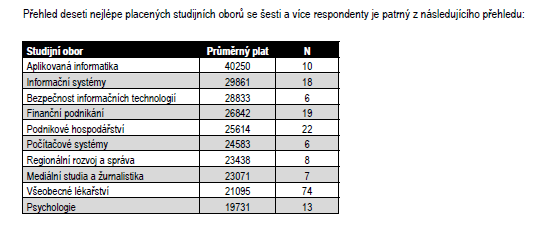 Přehled deseti nejlépe placených studijních oborů se šesti a více respondenty je patrný z následujícího přehledu:
Studijní obor Průměrný plat N
Aplikovaná informatika 40250 10
Informační systémy 29861 18
Bezpečnost informačních technologií 28833 6
Finanční podnikání 26842 19
Podnikové hospodářství 25614 22
Počítačové systémy 24583 6
Regionální rozvoj a správa 23438 8
Mediální studia a žurnalistika 23071 7
Všeobecné lékařství 21095 74
Psychologie 19731 13